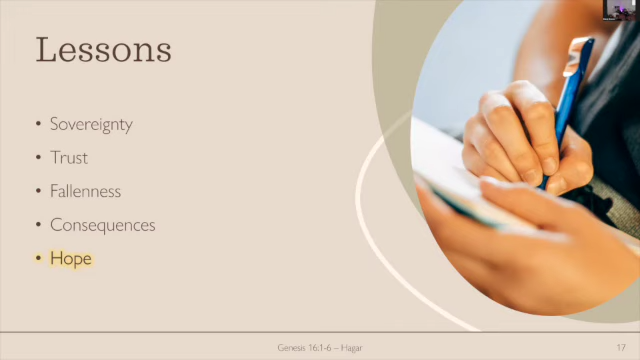 Lessons
• Sovereignty
• Trust
• Fallenness
• Consequences
• Hope
Genesis 16:1-6 – Hagar
17